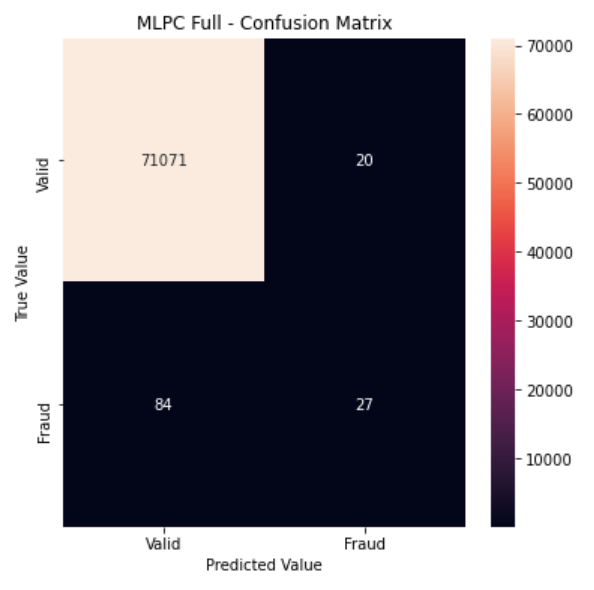 MLPC Full - Confusion Matrix
True Value
Valid
Fraud
71071
20
84
27
Valid
Fraud
Predicted Value
70000
60000
50000
40000
30000
20000
10000